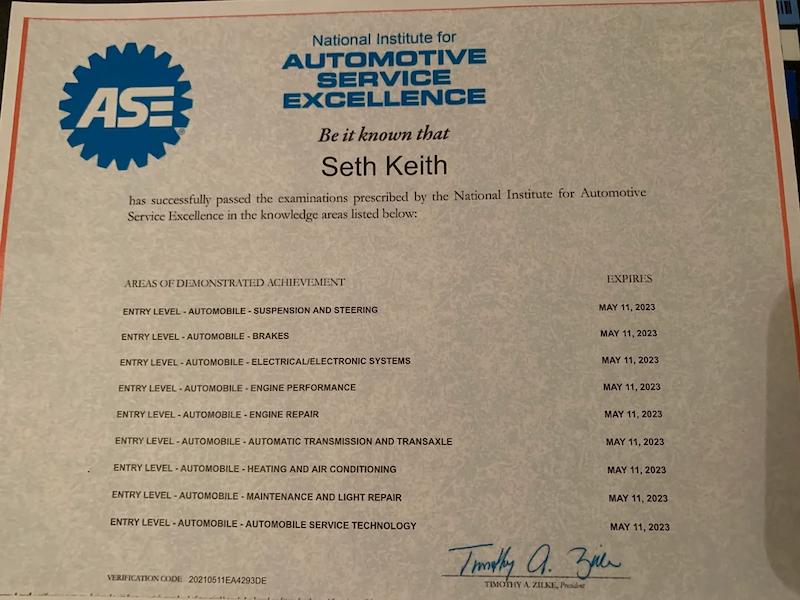 ASE
National Institute for
AUTOMOTIVE
SERVICE
EXCELLENCE
Be it known that
Seth Keith
has successfully passed the examinations prescribed by the National Institute for Automotive
Service Excellence in the knowledge areas listed below:
AREAS OF DEMONSTRATED ACHIEVEMENT EXPIRES
ENTRY LEVEL - AUTOMOBILE - SUSPENSION AND STEERING MAY 11, 2023
ENTRY LEVEL - AUTOMOBILE - BRAKES MAY 11, 2023
ENTRY LEVEL - AUTOMOBILE - ELECTRICAL/ELECTRONIC SYSTEMS MAY 11, 2023
ENTRY LEVEL - AUTOMOBILE - ENGINE PERFORMANCE MAY 11, 2023
ENTRY LEVEL - AUTOMOBILE - ENGINE REPAIR MAY 11, 2023
ENTRY LEVEL - AUTOMOBILE - AUTOMATIC TRANSMISSION AND TRANSAXLE MAY 11, 2023
ENTRY LEVEL - AUTOMOBILE - HEATING AND AIR CONDITIONING MAY 11, 2023
ENTRY LEVEL - AUTOMOBILE - MAINTENANCE AND LIGHT REPAIR MAY 11, 2023
ENTRY LEVEL - AUTOMOBILE - AUTOMOBILE SERVICE TECHNOLOGY MAY 11, 2023
Timothy A. Zilke
VERIFICATION CODE 20210511EA4293DE
TIMOTHY A. ZILKE, President